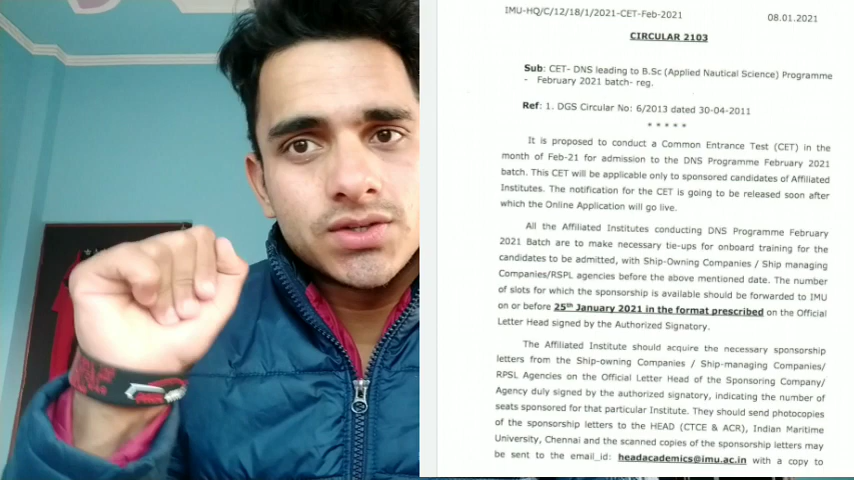 IMU-HQ/C/12/18/1/2021-CET-Feb-2021
08.01.2021
CIRCULAR 2103
Sub: CET- DNS leading to B.Sc (Applied Nautical Science) Programme
- February 2021 batch- reg.
Ref: 1. DGS Circular No: 6/2013 dated 30-04-2011
* * * * *
It is proposed to conduct a Common Entrance Test (CET) in the
month of Feb-21 for admission to the DNS Programme February 2021
batch. This CET will be applicable only to sponsored candidates of Affiliated
Institutes. The notification for the CET is going to be released soon after
which the Online Application will go live.
All the Affiliated Institutes conducting DNS Programme February
2021 Batch are to make necessary tie-ups for onboard training for the
candidates to be admitted, with Ship-Owning Companies / Ship managing
Companies/RSPL agencies before the above mentioned date. The number
of slots for which the sponsorship is available should be forwarded to IMU
on or before 25th January 2021 in the format prescribed on the Official
Letter Head signed by the Authorized Signatory.
The Affiliated Institute should acquire the necessary sponsorship
letters from the Ship-owning Companies / Ship-managing Companies/
RPSL Agencies on the Official Letter Head of the Sponsoring Company/
Agency duly signed by the authorized signatory, indicating the number of
seats sponsored for that particular Institute. They should send photocopies
of the sponsorship letters to the HEAD (CTCE & ACR), Indian Maritime
University, Chennai and the scanned copies of the sponsorship letters may
be sent to the email_id: headacademics@imu.ac.in with a copy to